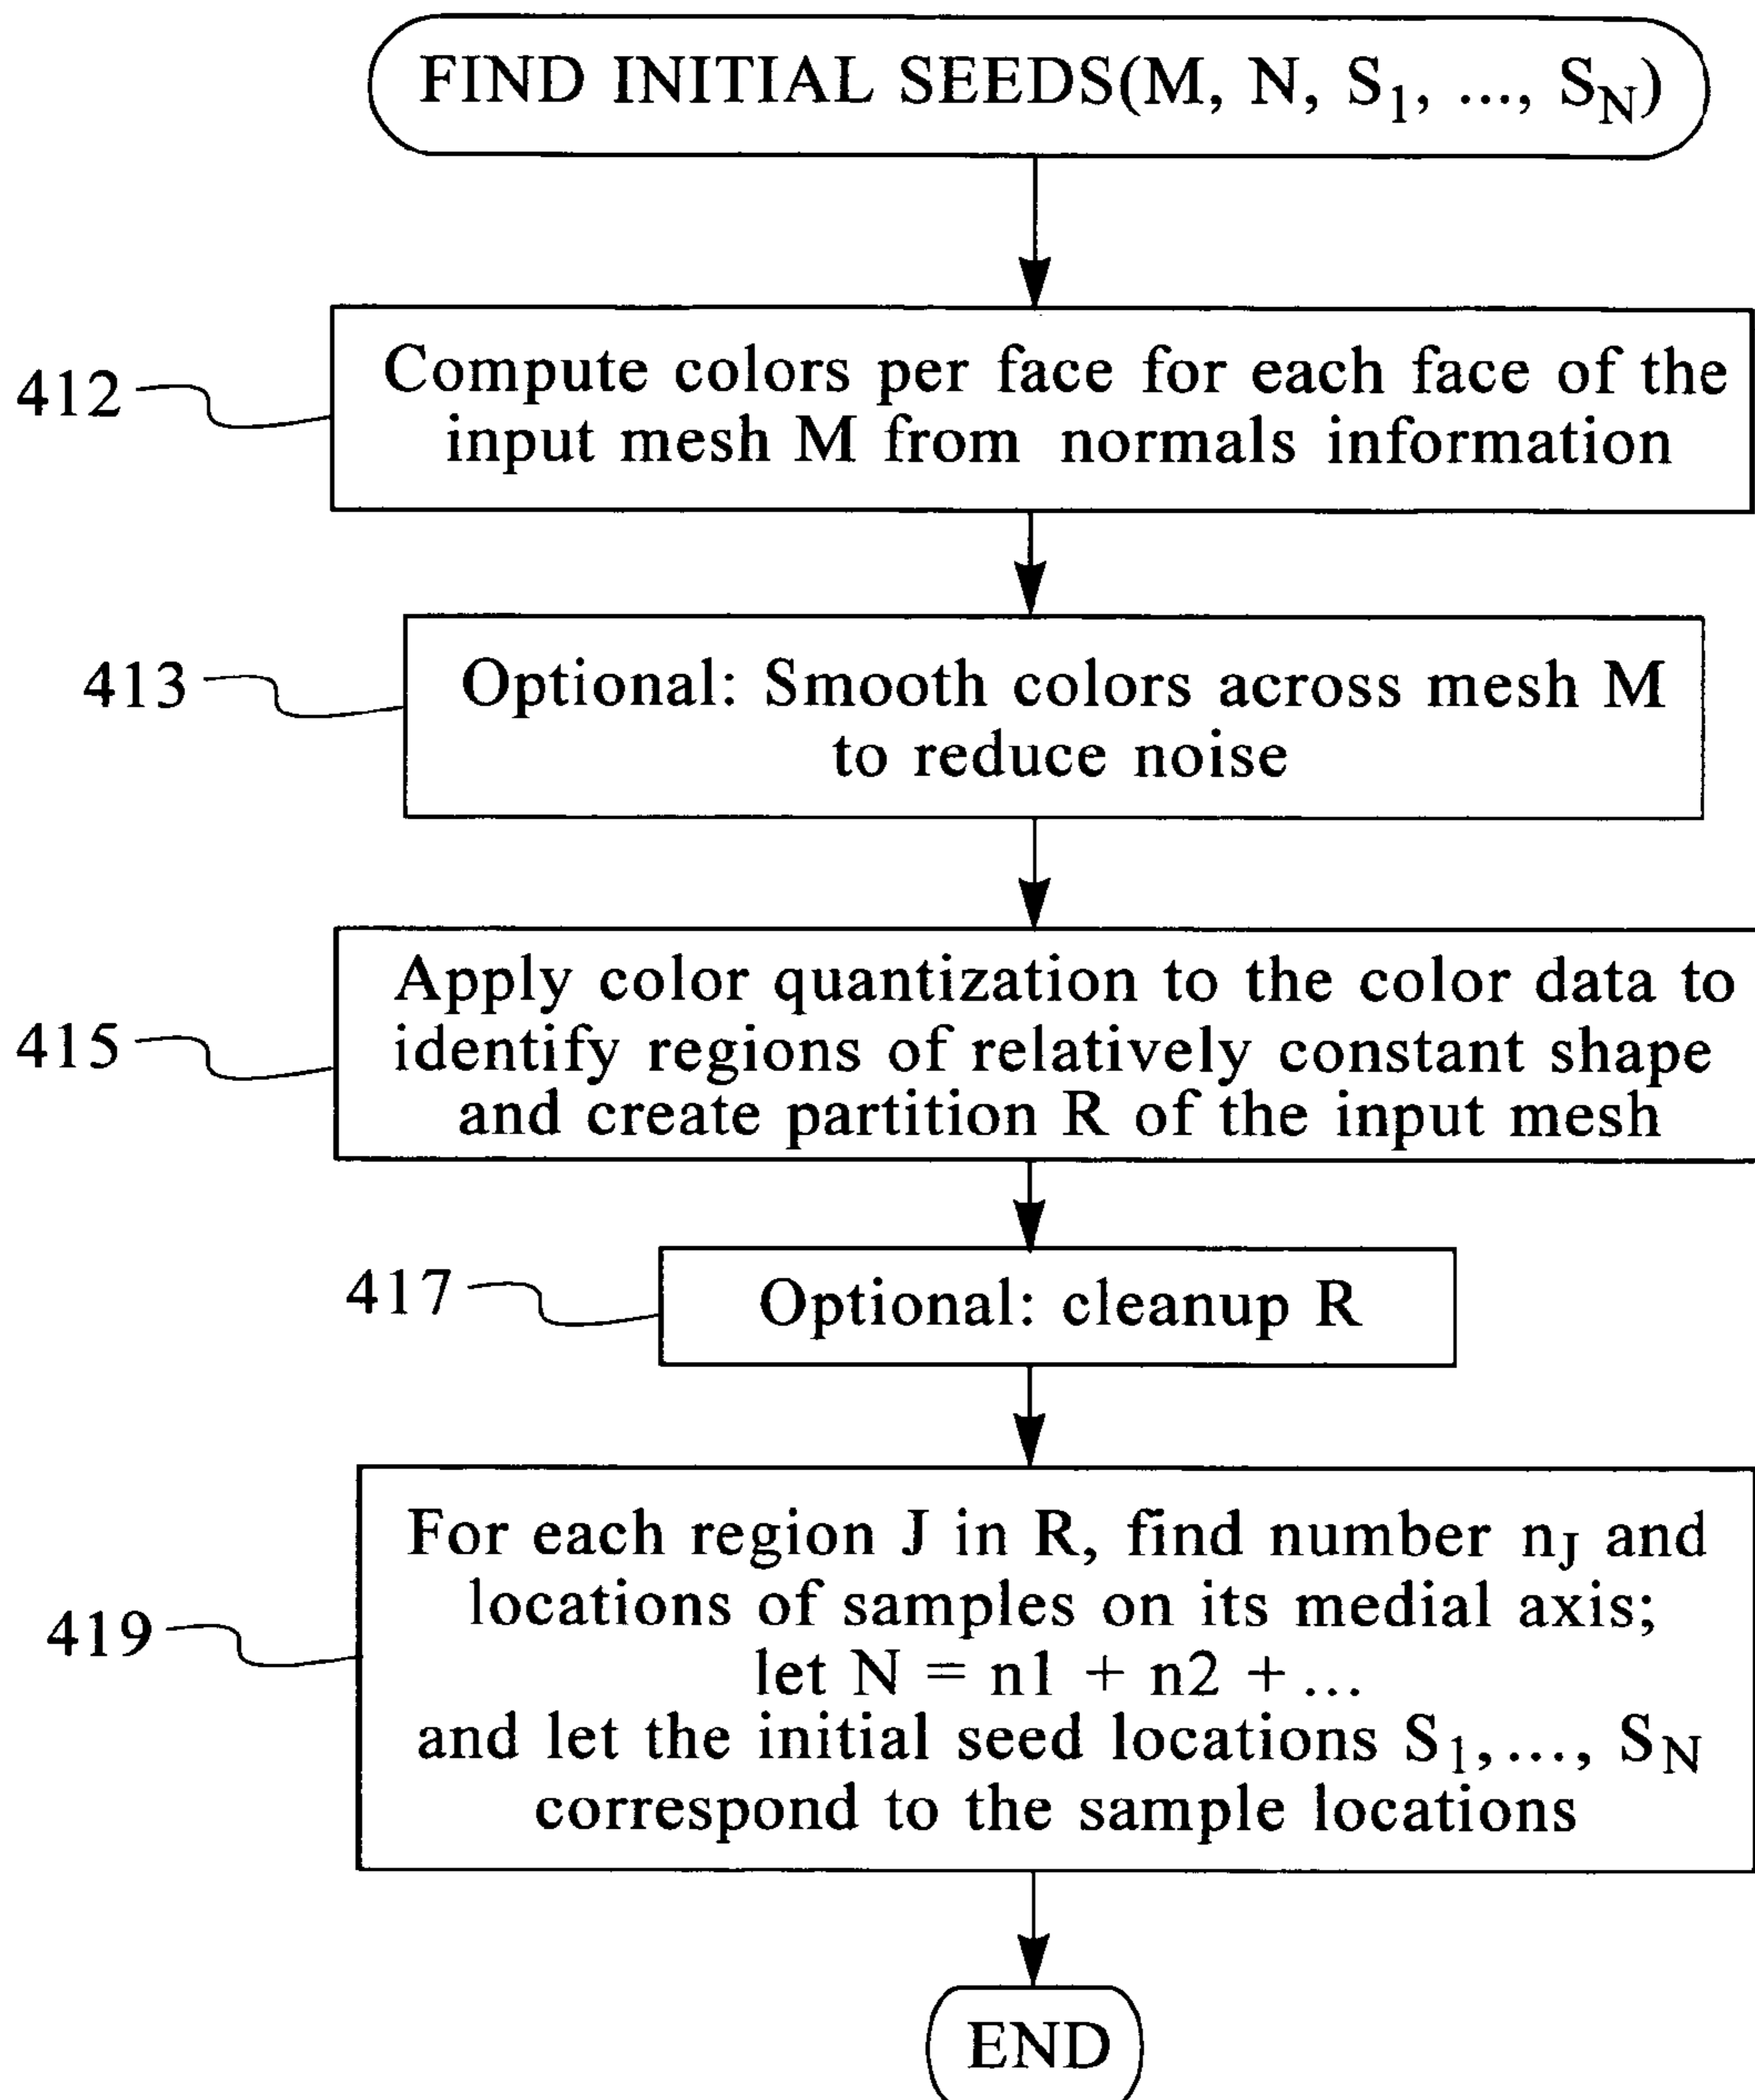 FIND INITIAL SEEDS(M, N, S₁, ..., S_N)
412
Compute colors per face for each face of the
input mesh M from normals information
413
Optional: Smooth colors across mesh M
to reduce noise
415
Apply color quantization to the color data to
identify regions of relatively constant shape
and create partition R of the input mesh
417
Optional: cleanup R
419
For each region J in R, find number n_J and
locations of samples on its medial axis;
let N = n1 + n2 + ...
and let the initial seed locations S₁,..., S_N
correspond to the sample locations
END